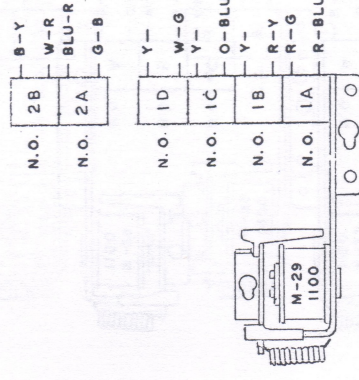 B-Y
W-R
BLU-R
G-B
Y-
W-G
Y-
O-BLU
Y-
R-Y
R-G
R-BLU
2B
2A
1D
1C
1B
1A
N.O.
N.O.
N.O.
N.O.
N.O.
N.O.
M-29
1100